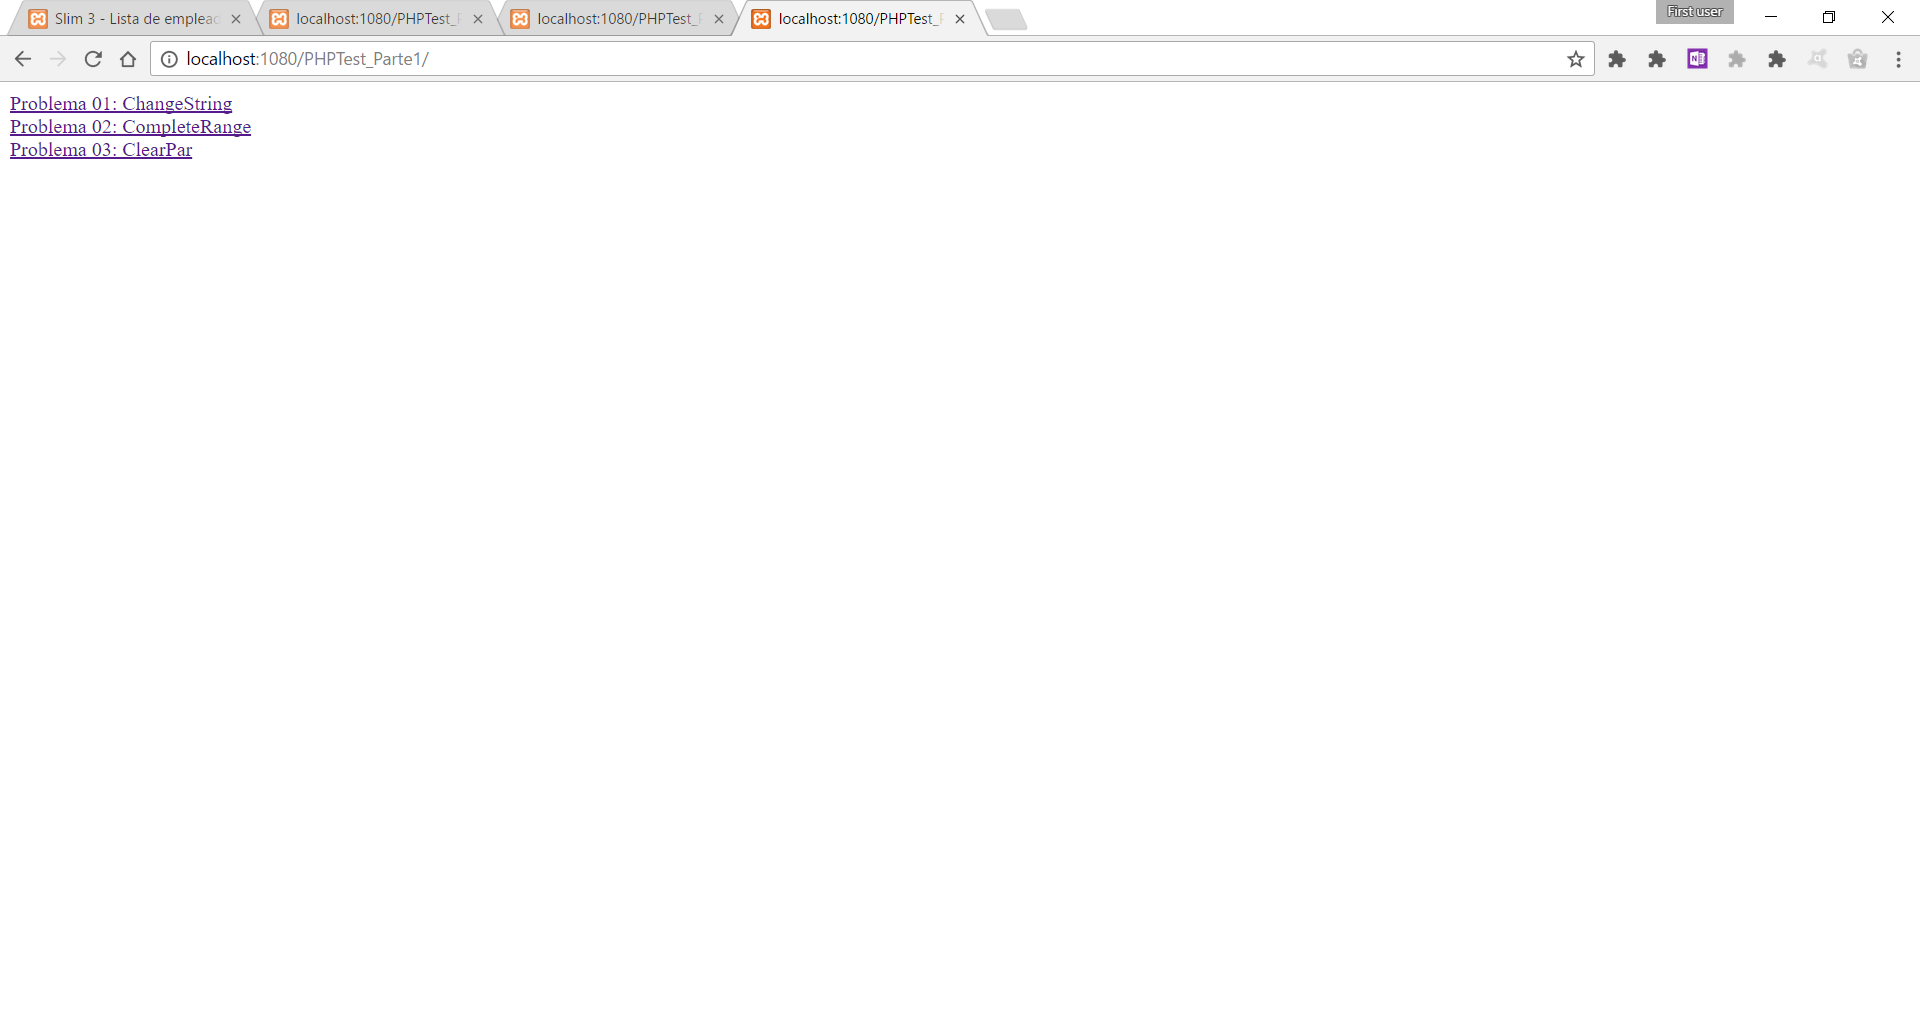 First user
Slim 3 - Lista de emplead
localhost:1080/PHPTest_
localhost:1080/PHPTest_
localhost:1080/PHPTest_
localhost:1080/PHPTest_Parte1/
Problema 01: ChangeString
Problema 02: CompleteRange
Problema 03: ClearPar